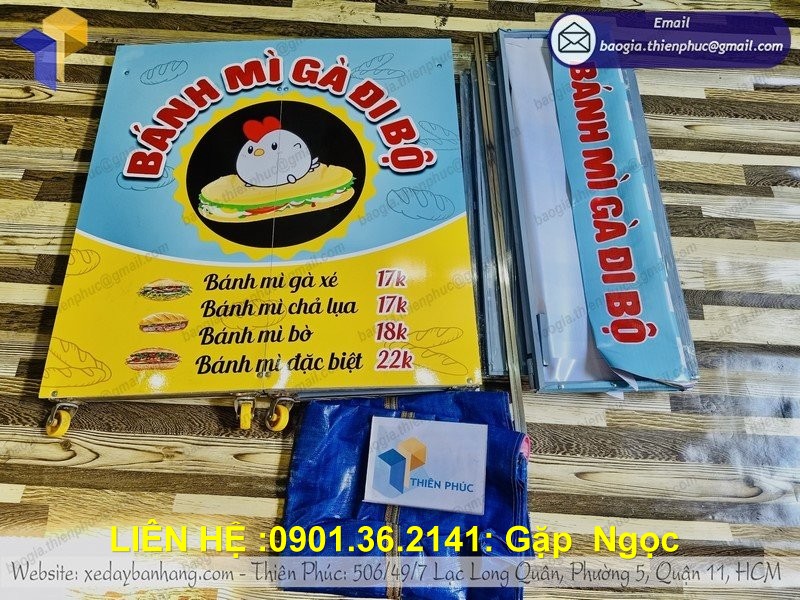 Email
baogia.thienphuc@gmail.com
BÁNH MÌ GÀ ĐI BỘ
Bánh mì gà xé 17k
Bánh mì chả lụa 17k
Bánh mì bò 18k
Bánh mì đặc biệt 22k
BÁNH MÌ GÀ ĐI BỘ
THIÊN PHÚC
LIÊN HỆ :0901.36.2141: Gặp Ngọc
Website: xedaybanhang.com - Thiên Phúc: 506/49/7 Lạc Long Quân, Phường 5, Quận 11, HCM